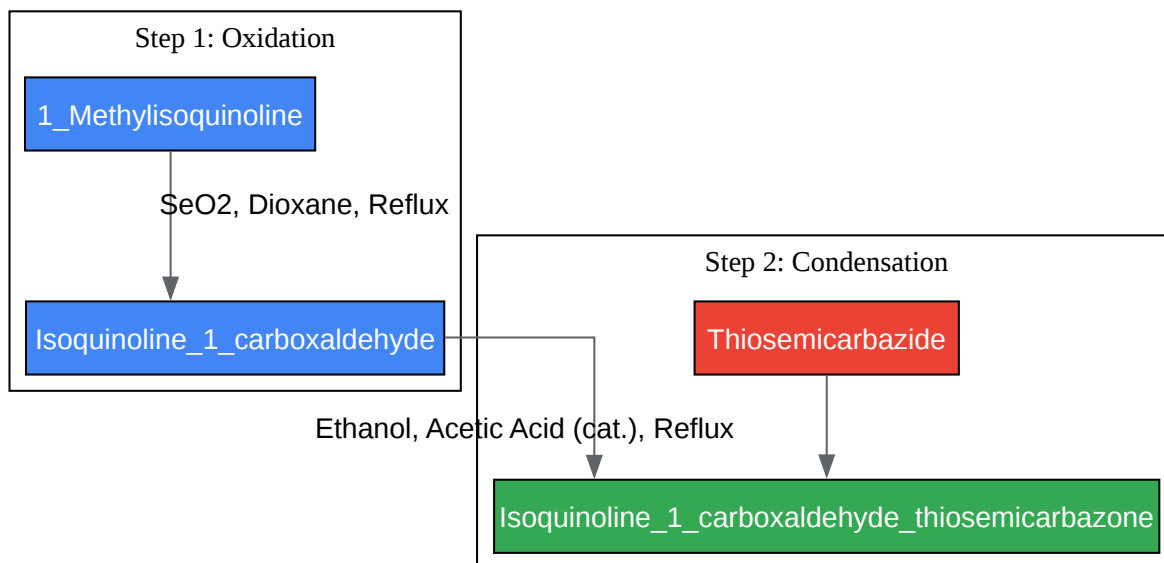 Step 1: Oxidation
1_Methylisoquinoline
SeO2, Dioxane, Reflux
Isoquinoline_1_carboxaldehyde
Step 2: Condensation
Thiosemicarbazide
Ethanol, Acetic Acid (cat.), Reflux
Isoquinoline_1_carboxaldehyde_thiosemicarbazone